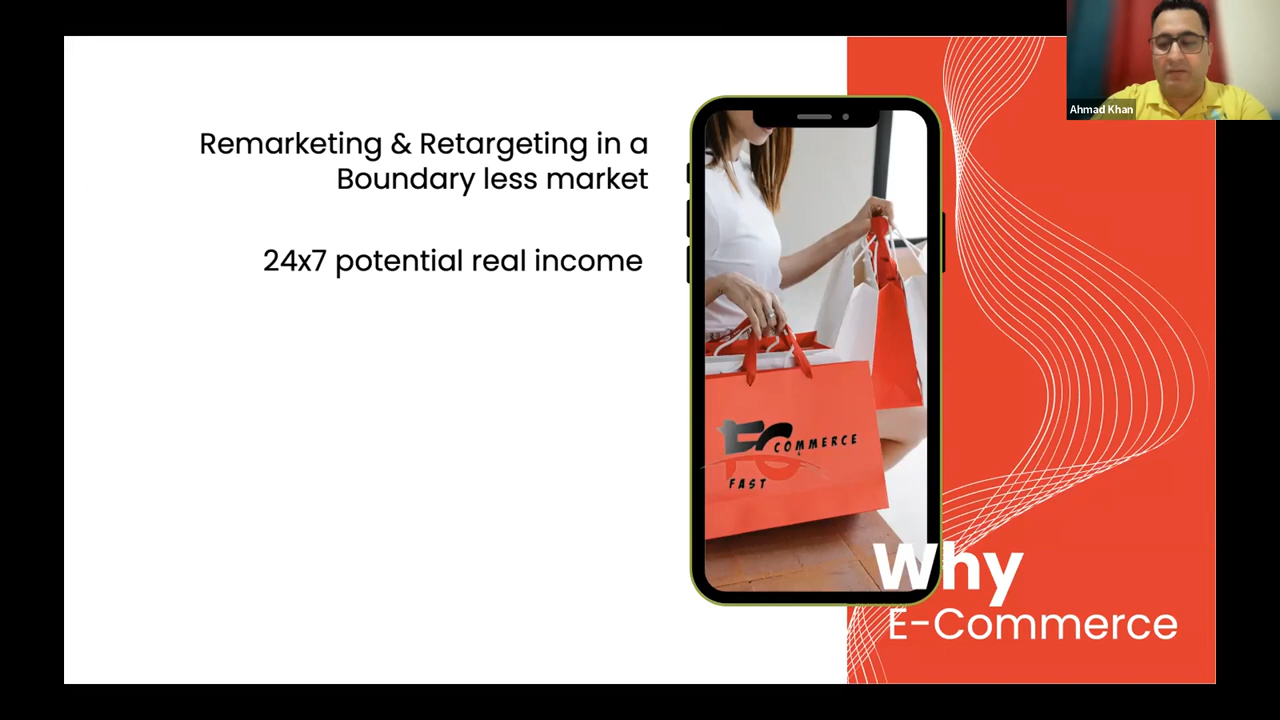 Ahmad Khan
Remarketing & Retargeting in a
Boundary less market
24x7 potential real income
COMMERCE
FAST
Why
E-Commerce